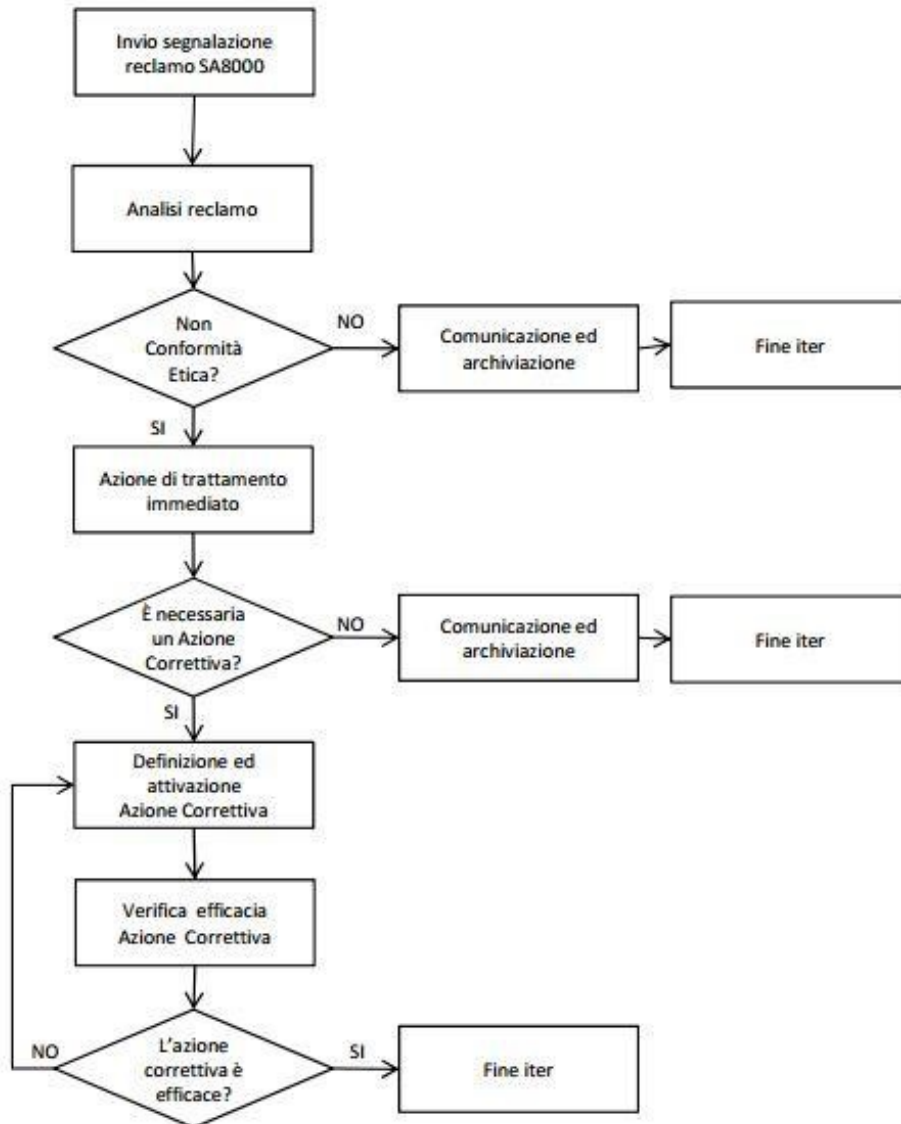 Invio segnalazione
reclamo SA8000
Analisi reclamo
Non
Conformità
Etica?
NO
Comunicazione ed
archiviazione
Fine iter
SI
Azione di trattamento
immediato
È necessaria
un Azione
Correttiva?
NO
Comunicazione ed
archiviazione
Fine iter
SI
Definizione ed
attivazione
Azione Correttiva
Verifica efficacia
Azione Correttiva
L'azione
correttiva è
efficace?
NO
SI
Fine iter